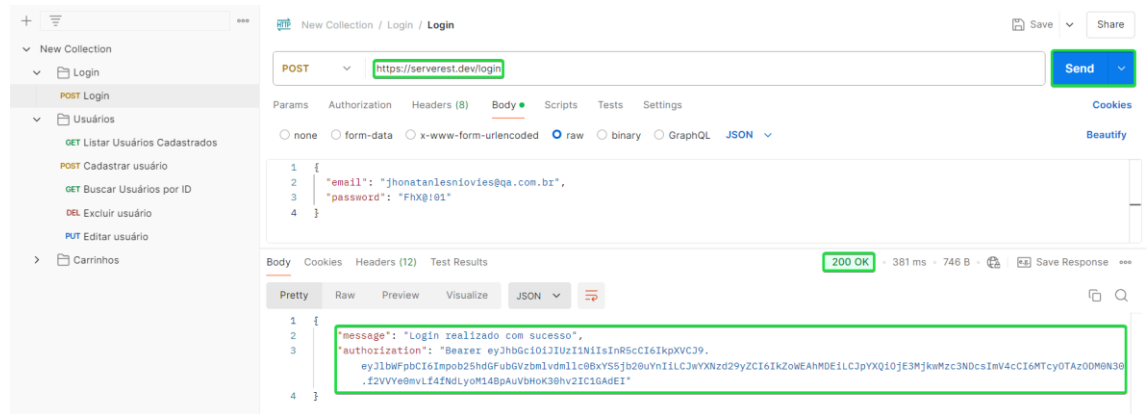 New Collection / Login / Login
Save
Share
New Collection
Login
POST Login
Usuários
GET Listar Usuários Cadastrados
POST Cadastrar usuário
GET Buscar Usuários por ID
DEL Excluir usuário
PUT Editar usuário
Carrinhos
POST https://serverest.dev/login
Send
Params Authorization Headers (8) Body Scripts Tests Settings Cookies
none form-data x-www-form-urlencoded raw binary GraphQL JSON Beautify
1 {
2 "email": "jhonatanlesniovies@qa.com.br",
3 "password": "FhX@!01"
4 }
Body Cookies Headers (12) Test Results 200 OK 381 ms 746 B Save Response
Pretty Raw Preview Visualize JSON
1 {
2 "message": "Login realizado com sucesso",
3 "authorization": "Bearer eyJhbGciOiJIUzI1NiIsInR5cCI6IkpXVCJ9.
eyJlbWFpbCI6Impob25hdGFubGVzbmlvdmllc0BxYS5jb20uYnIiLCJwYXNzd29yZCI6IkZoWEAhMDEiLCJpYXQiOjE3MjkwMzc3NDcsImV4cCI6MTcyOTAzODM0N30
.f2VVYe0mvLf4fNdLyoM14BpAuVbHoK30hv2IC1GAdEI"
4 }